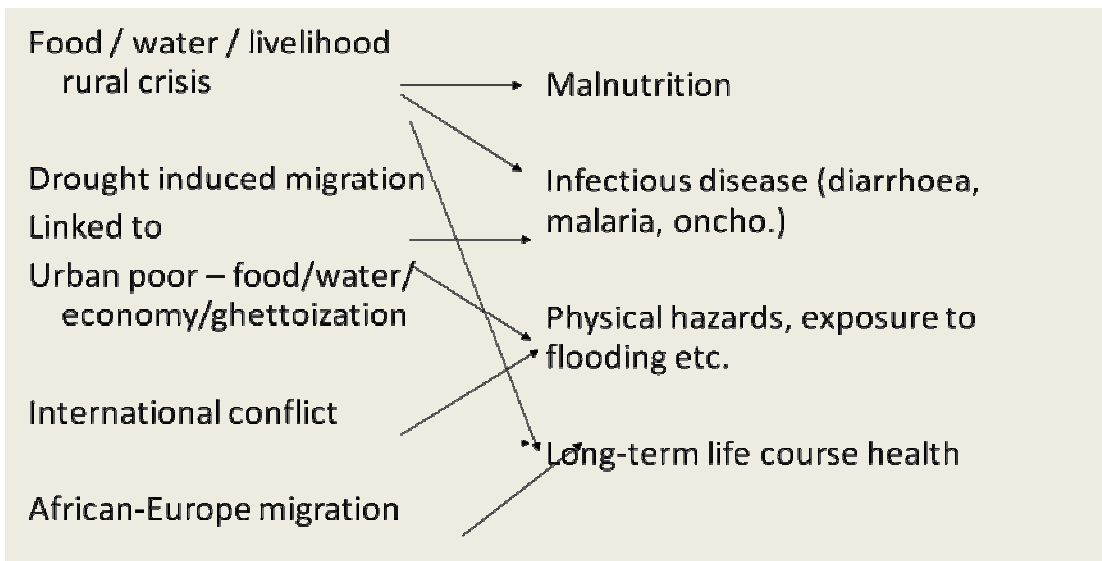 Food / water / livelihood
rural crisis
Drought induced migration
Linked to
Urban poor – food/water/
economy/ghettoization
International conflict
African-Europe migration
Malnutrition
Infectious disease (diarrhoea,
malaria, oncho.)
Physical hazards, exposure to
flooding etc.
Long-term life course health